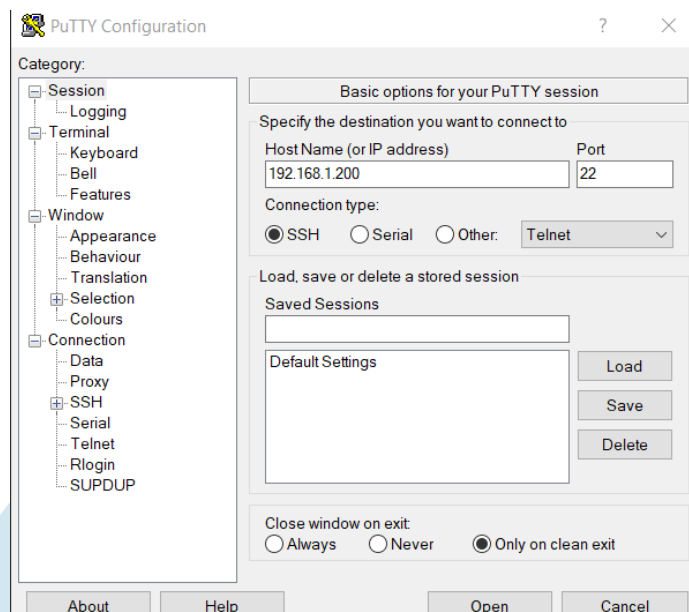 PuTTY Configuration
?
Category:
Session
Logging
Terminal
Keyboard
Bell
Features
Window
Appearance
Behaviour
Translation
Selection
Colours
Connection
Data
Proxy
SSH
Serial
Telnet
Rlogin
SUPDUP
Basic options for your PuTTY session
Specify the destination you want to connect to
Host Name (or IP address) Port
192.168.1.200 22
Connection type:
SSH Serial Other: Telnet
Load, save or delete a stored session
Saved Sessions
Default Settings
Load
Save
Delete
Close window on exit:
Always Never Only on clean exit
About Help Open Cancel